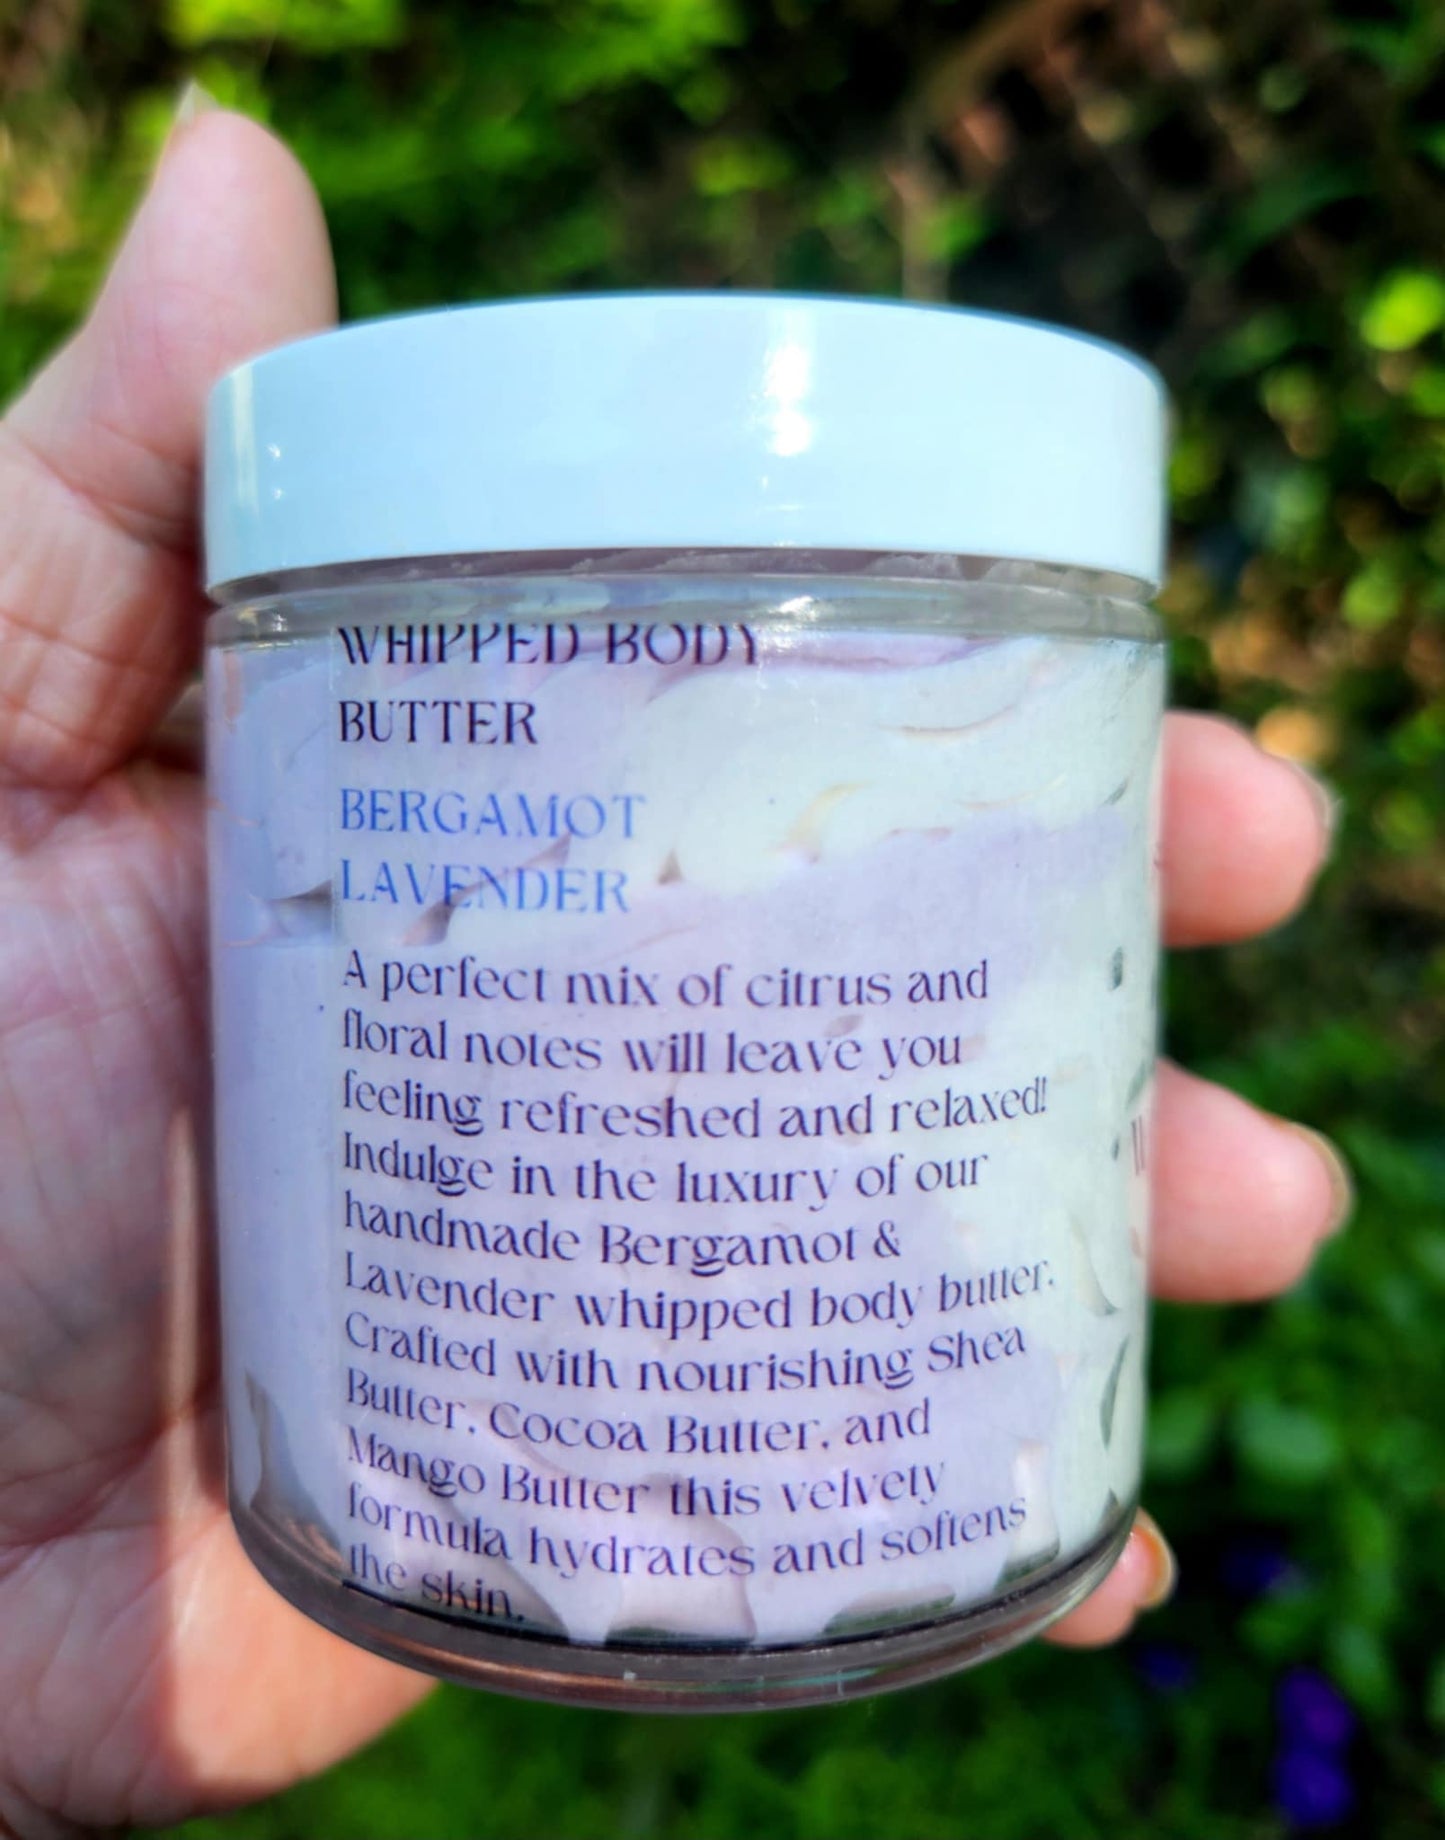 WHIPPED BODY
BUTTER
BERGAMOT
LAVENDER
A perfect mix of citrus and
floral notes will leave you
feeling refreshed and relaxed!
Indulge in the luxury of our
handmade Bergamot &
Lavender whipped body butter.
Crafted with nourishing Shea
Butter, Cocoa Butter, and
Mango Butter this velvety
formula hydrates and softens
the skin.